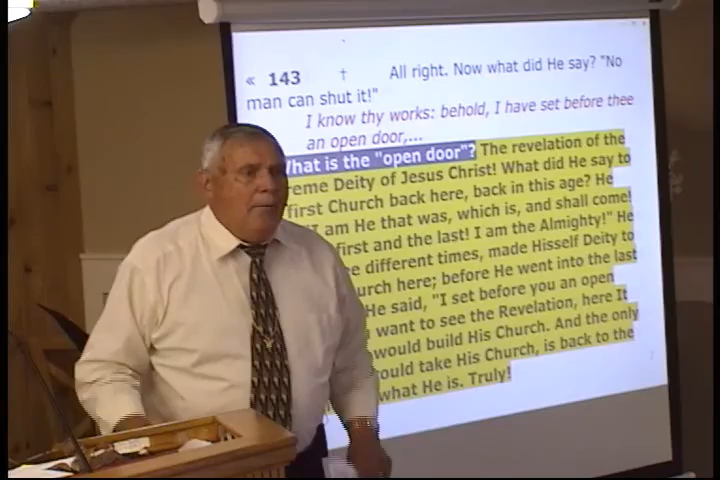 « 143 † All right. Now what did He say? "No
man can shut it!"
I know thy works: behold, I have set before thee
an open door,...
hat is the "open door"? The revelation of the
reme Deity of Jesus Christ! What did He say to
first Church back here, back in this age? He
"I am He that was, which is, and shall come!
first and the last! I am the Almighty!" He
e different times, made Hisself Deity to
urch here; before He went into the last
He said, "I set before you an open
want to see the Revelation, here It
would build His Church. And the only
ould take His Church, is back to the
what He is. Truly!